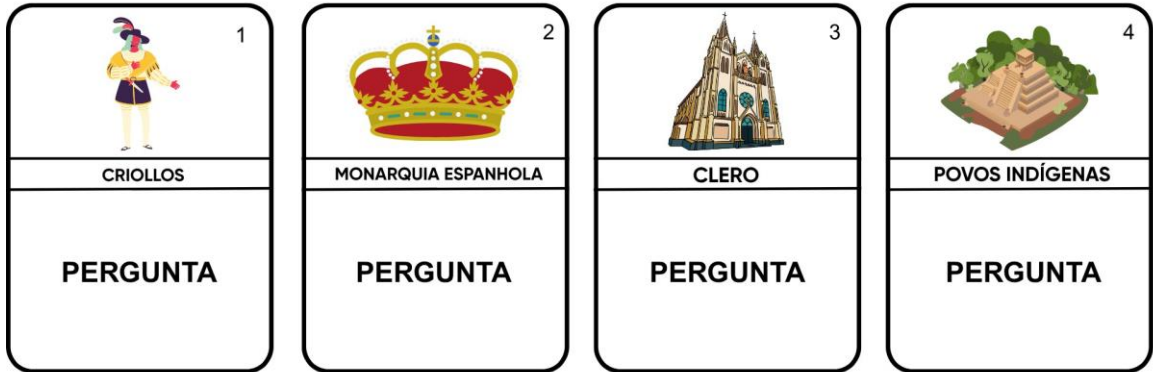 1
CRIOLLOS
PERGUNTA
2
MONARQUIA ESPANHOLA
PERGUNTA
3
CLERO
PERGUNTA
4
POVOS INDÍGENAS
PERGUNTA